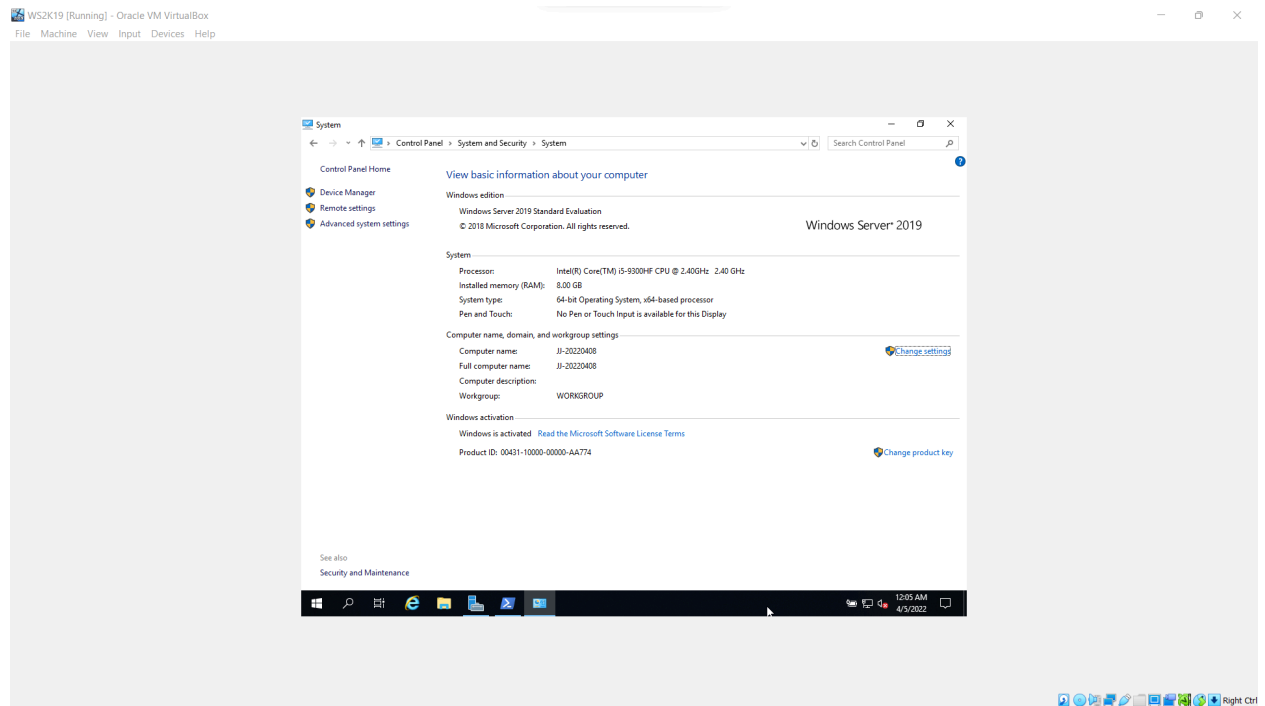 WS2K19 [Running] - Oracle VM VirtualBox
File Machine View Input Devices Help
System
Control Panel > System and Security > System
Search Control Panel
Control Panel Home
Device Manager
Remote settings
Advanced system settings
View basic information about your computer
Windows edition
Windows Server 2019 Standard Evaluation
© 2018 Microsoft Corporation. All rights reserved.
Windows Server® 2019
System
Processor: Intel(R) Core(TM) i5-9300HF CPU @ 2.40GHz 2.40 GHz
Installed memory (RAM): 8.00 GB
System type: 64-bit Operating System, x64-based processor
Pen and Touch: No Pen or Touch Input is available for this Display
Computer name, domain, and workgroup settings
Computer name: JJ-20220408
Change settings
Full computer name: JJ-20220408
Computer description:
Workgroup: WORKGROUP
Windows activation
Windows is activated Read the Microsoft Software License Terms
Product ID: 00431-10000-00000-AA774
Change product key
See also
Security and Maintenance
12:05 AM
4/5/2022
Right Ctrl